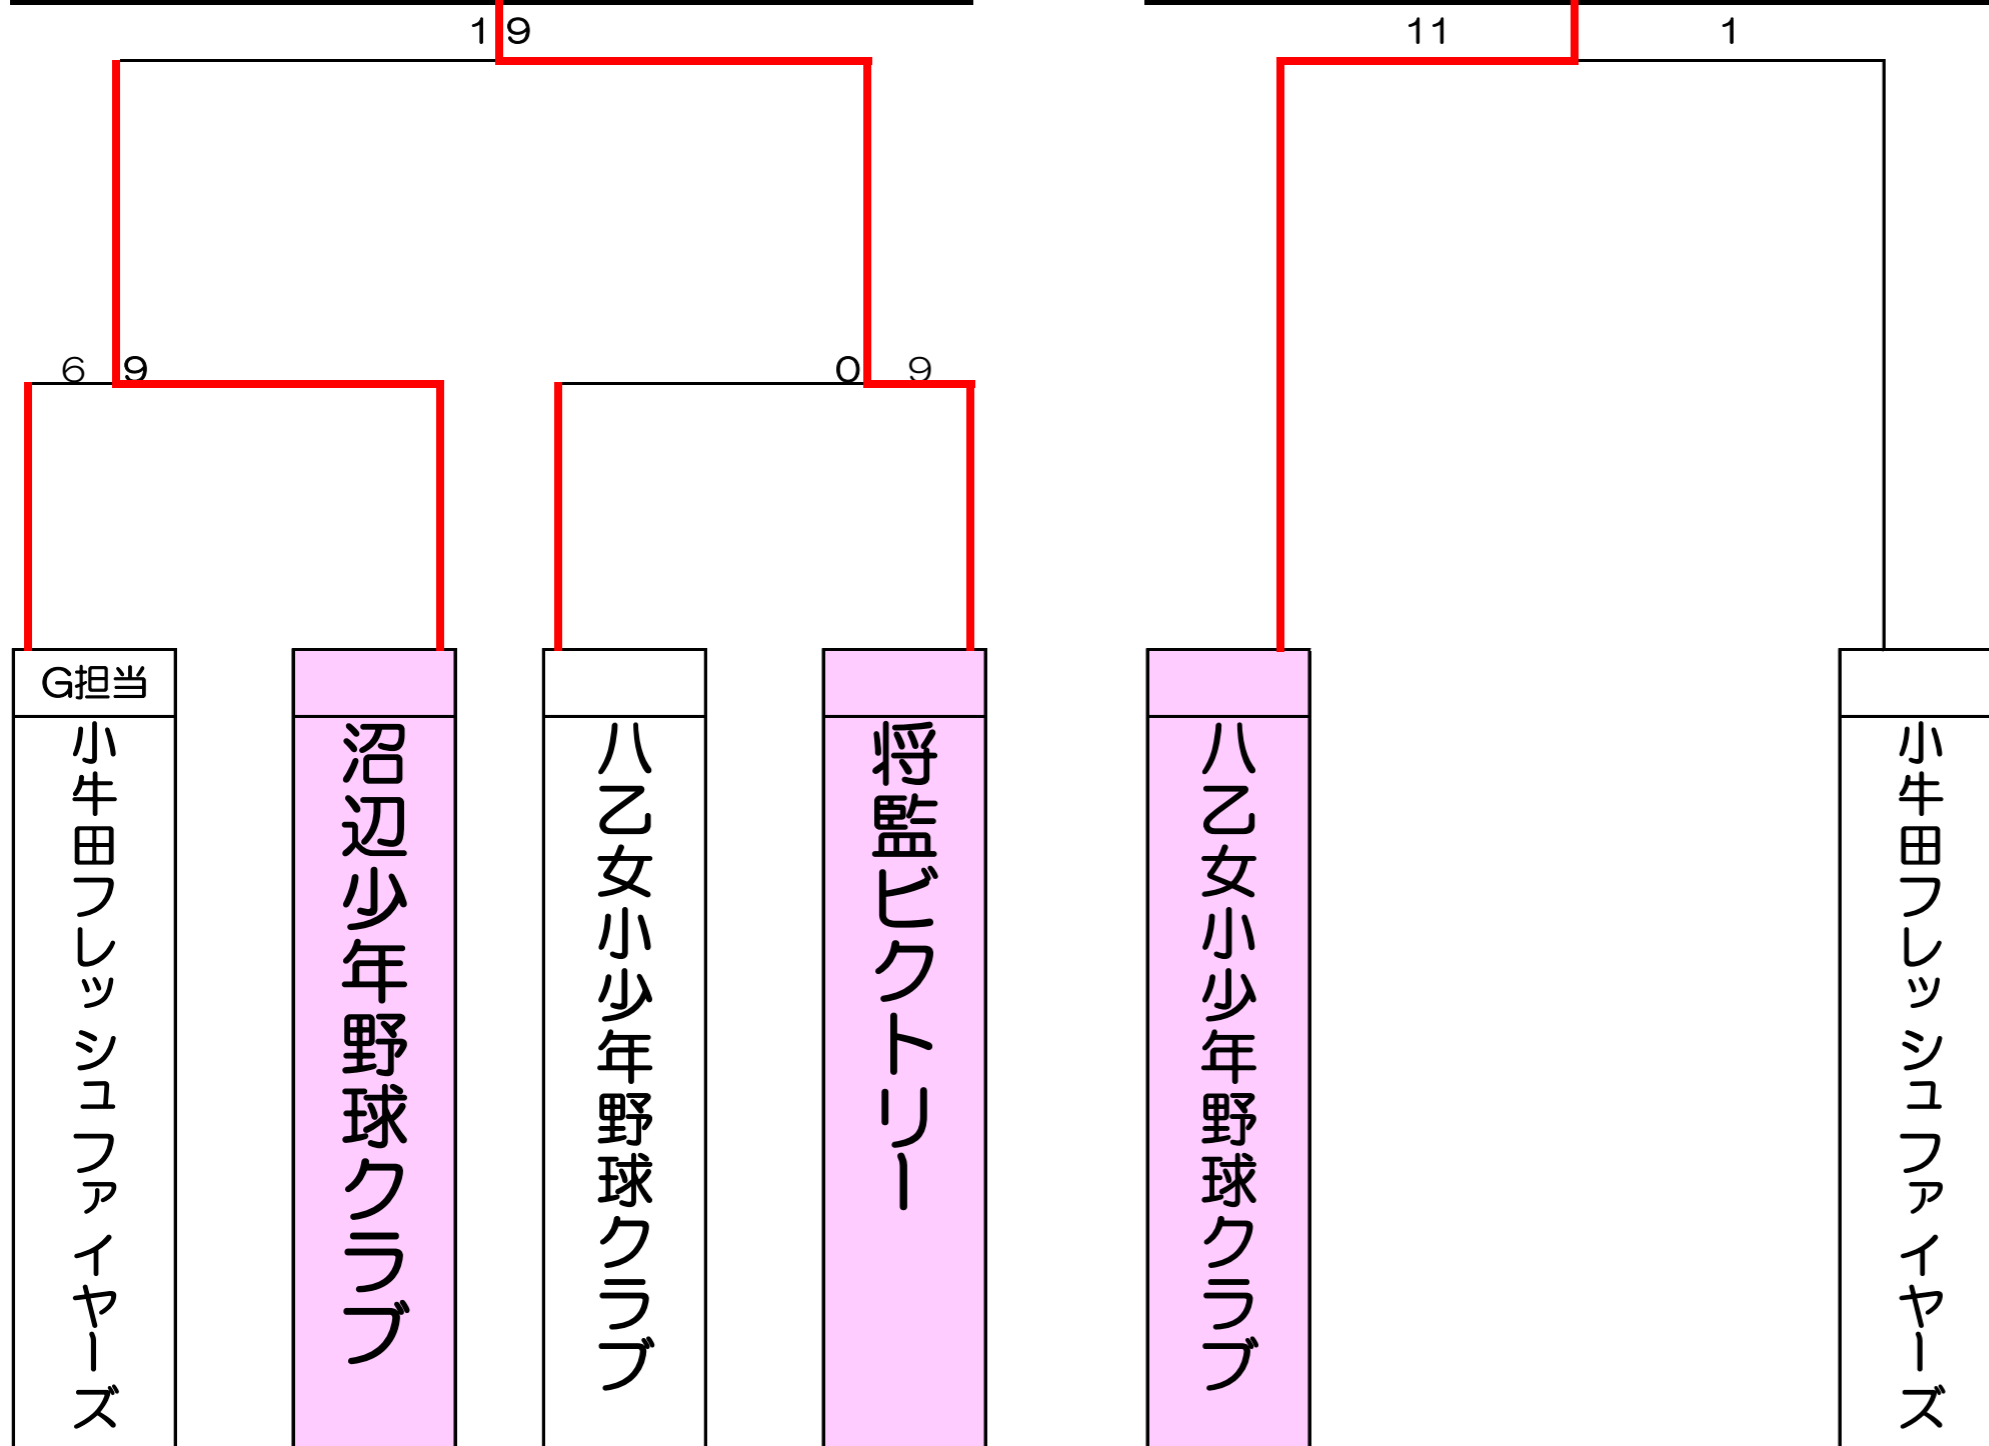 1 9
11 1
6 9
0 9
G担当
小牛田フレッシュファイヤーズ
沼辺少年野球クラブ
八乙女小少年野球クラブ
将監ビクトリー
八乙女小少年野球クラブ
小牛田フレッシュファイヤーズ